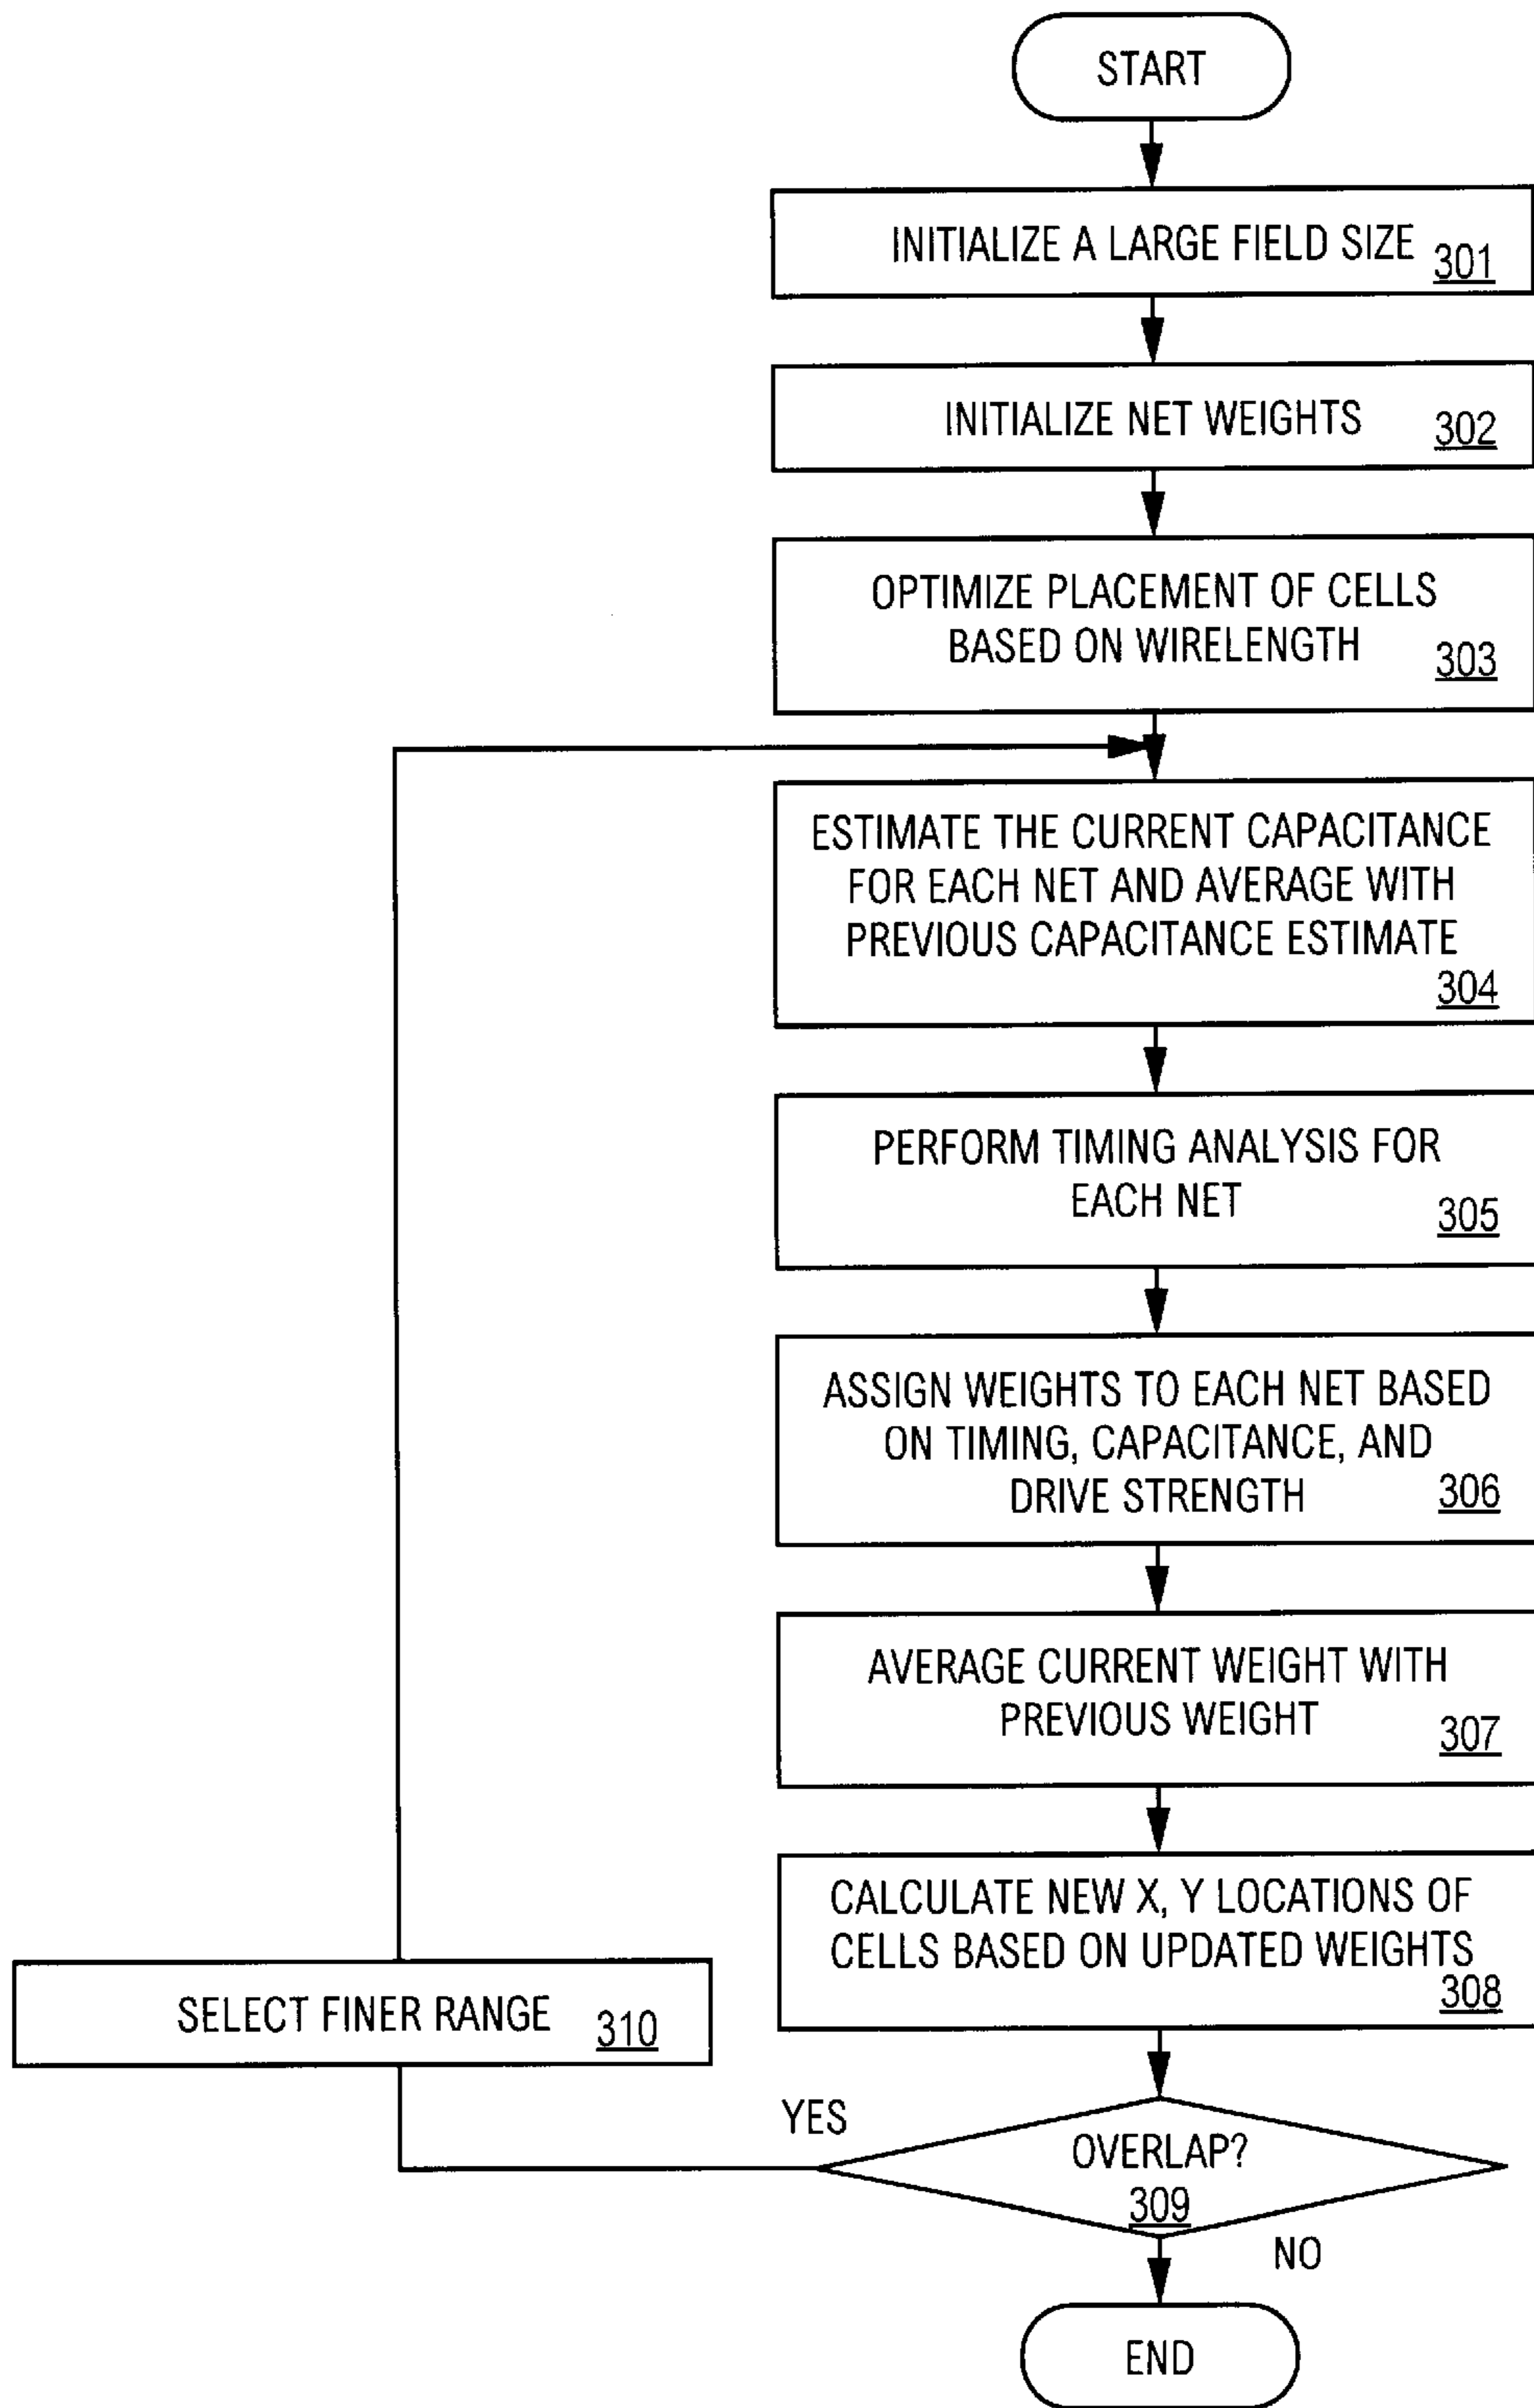 START
INITIALIZE A LARGE FIELD SIZE 301
INITIALIZE NET WEIGHTS 302
OPTIMIZE PLACEMENT OF CELLS
BASED ON WIRELENGTH 303
ESTIMATE THE CURRENT CAPACITANCE
FOR EACH NET AND AVERAGE WITH
PREVIOUS CAPACITANCE ESTIMATE
304
PERFORM TIMING ANALYSIS FOR
EACH NET 305
ASSIGN WEIGHTS TO EACH NET BASED
ON TIMING, CAPACITANCE, AND
DRIVE STRENGTH 306
AVERAGE CURRENT WEIGHT WITH
PREVIOUS WEIGHT 307
CALCULATE NEW X, Y LOCATIONS OF
CELLS BASED ON UPDATED WEIGHTS
308
SELECT FINER RANGE 310
YES
OVERLAP?
309
NO
END